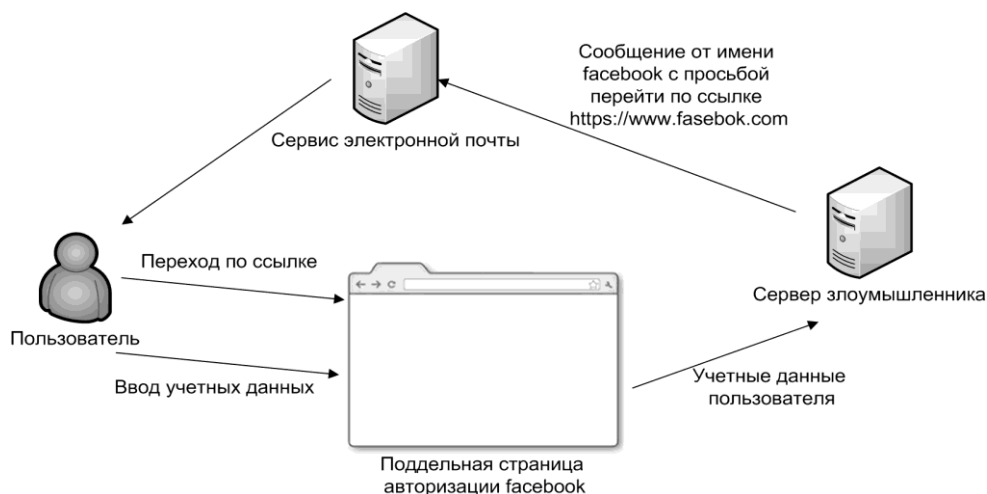 Сообщение от имени
facebook с просьбой
перейти по ссылке
https://www.fasebok.com
Сервис электронной почты
Переход по ссылке
Сервер злоумышленника
Пользователь
Ввод учетных данных
Учетные данные
пользователя
Поддельная страница
авторизации facebook